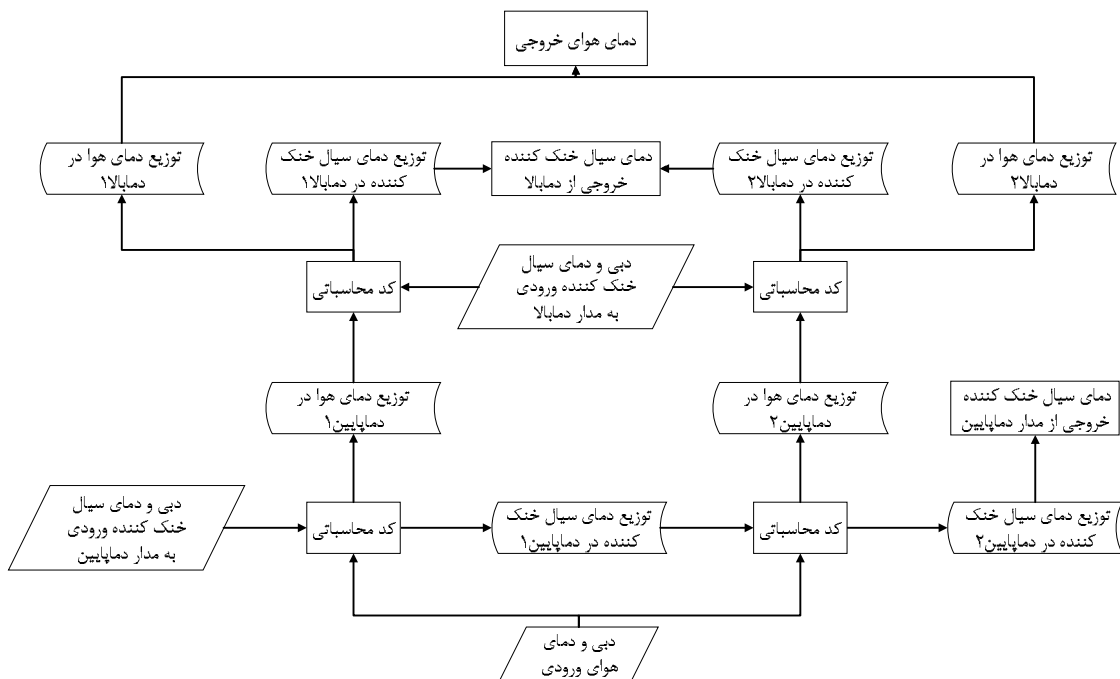 دمای هوای خروجی
توزیع دمای هوا در
دمابالا۲
توزیع دمای سیال خنک
کننده در دمابالا۲
دمای سیال خنک کننده
خروجی از دمابالا
توزیع دمای سیال خنک
کننده در دمابالا۱
توزیع دمای هوا در
دمابالا۱
کد محاسباتی
دبی و دمای سیال
خنک کننده ورودی
به مدار دمابالا
کد محاسباتی
دمای سیال خنک کننده
خروجی از مدار دماپایین
توزیع دمای هوا در
دماپایین۲
توزیع دمای هوا در
دماپایین۱
توزیع دمای سیال خنک
کننده در دماپایین۲
کد محاسباتی
توزیع دمای سیال خنک
کننده در دماپایین۱
کد محاسباتی
دبی و دمای سیال
خنک کننده ورودی
به مدار دماپایین
دبی و دمای
هوای ورودی